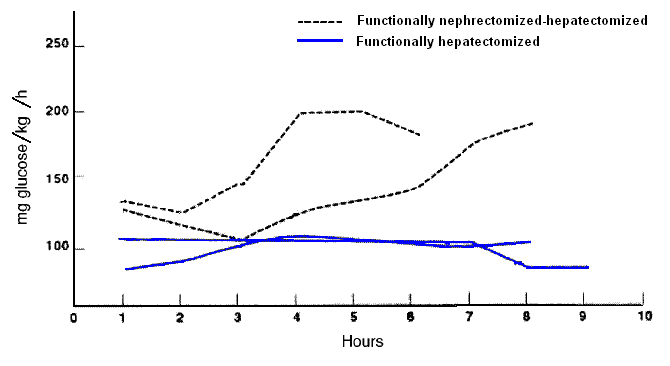 Functionally nephrectomized-hepatectomized
Functionally hepatectomized
250
200
150
100
mg glucose/kg /h
0 1 2 3 4 5 6 7 8 9 10
Hours